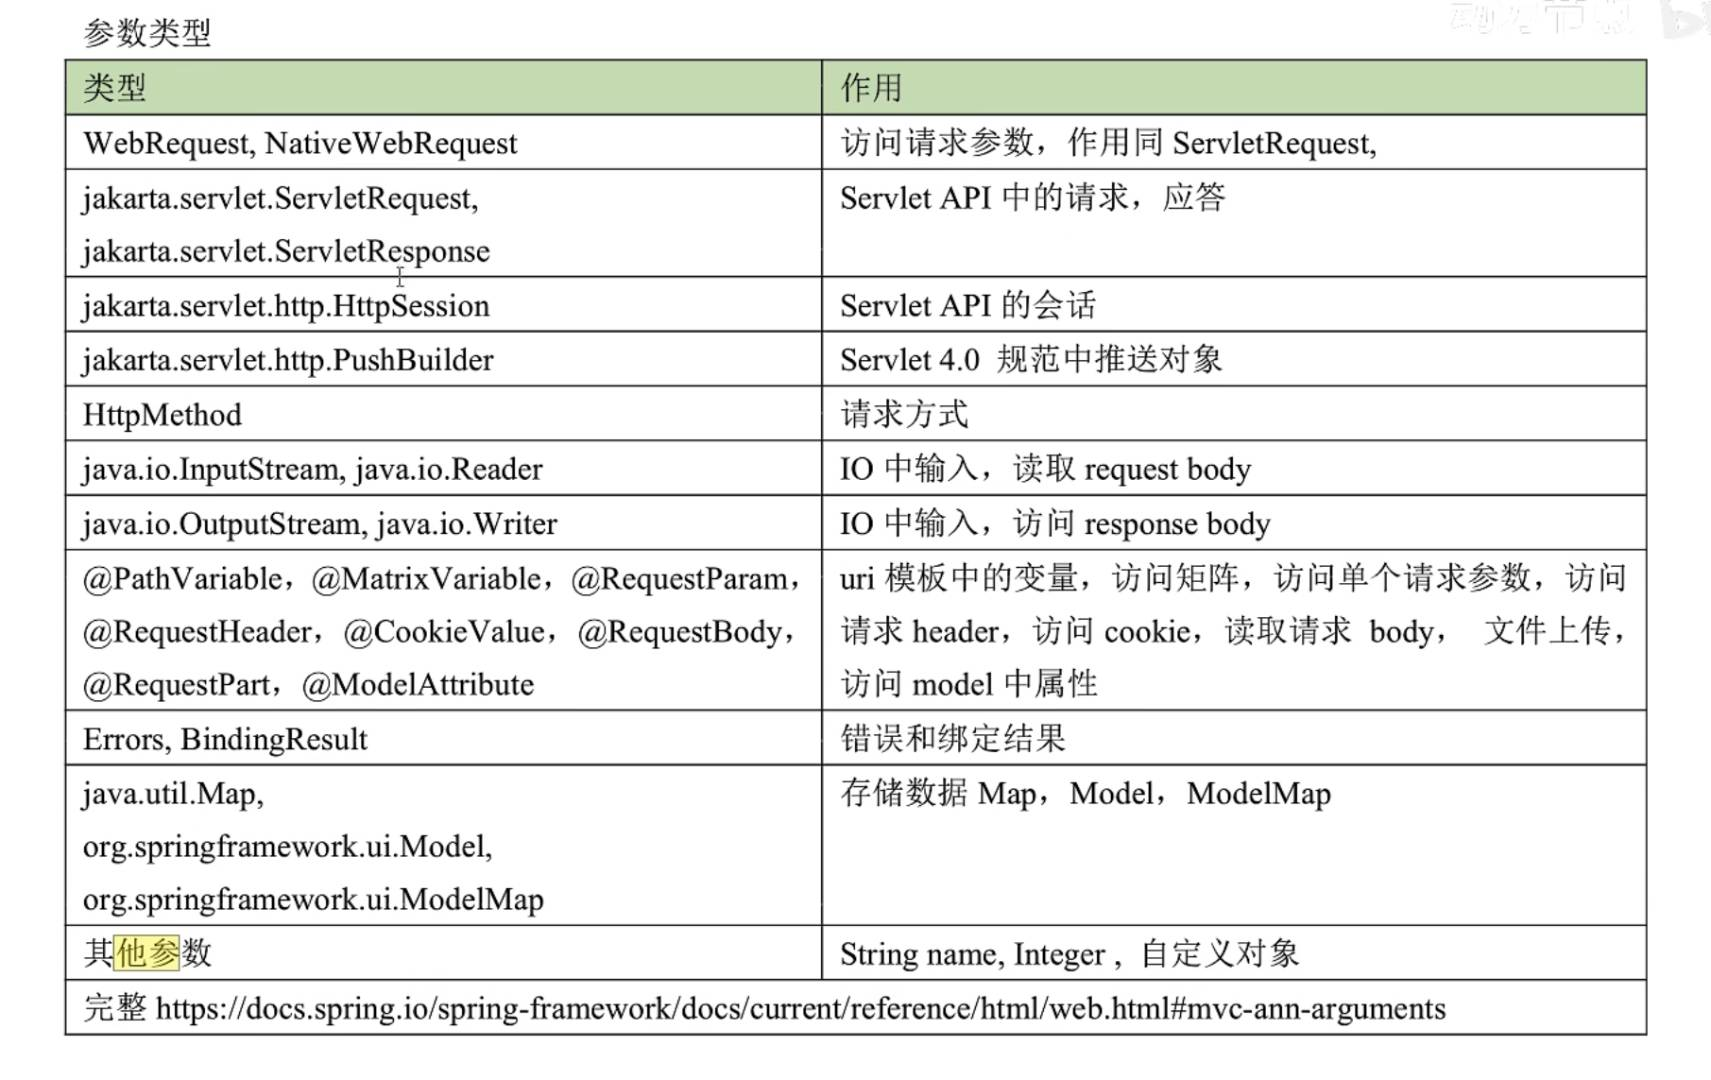 参数类型
类型 作用
WebRequest, NativeWebRequest 访问请求参数，作用同 ServletRequest,
jakarta.servlet.ServletRequest, Servlet API 中的请求，应答
jakarta.servlet.ServletResponse
jakarta.servlet.http.HttpSession Servlet API 的会话
jakarta.servlet.http.PushBuilder Servlet 4.0 规范中推送对象
HttpMethod 请求方式
java.io.InputStream, java.io.Reader IO 中输入，读取 request body
java.io.OutputStream, java.io.Writer IO 中输入，访问 response body
@PathVariable，@MatrixVariable，@RequestParam， uri 模板中的变量，访问矩阵，访问单个请求参数，访问
@RequestHeader，@CookieValue，@RequestBody， 请求 header，访问 cookie，读取请求 body， 文件上传，
@RequestPart，@ModelAttribute 访问 model 中属性
Errors, BindingResult 错误和绑定结果
java.util.Map, 存储数据 Map，Model，ModelMap
org.springframework.ui.Model,
org.springframework.ui.ModelMap
其他参数 String name, Integer , 自定义对象
完整 https://docs.spring.io/spring-framework/docs/current/reference/html/web.html#mvc-ann-arguments